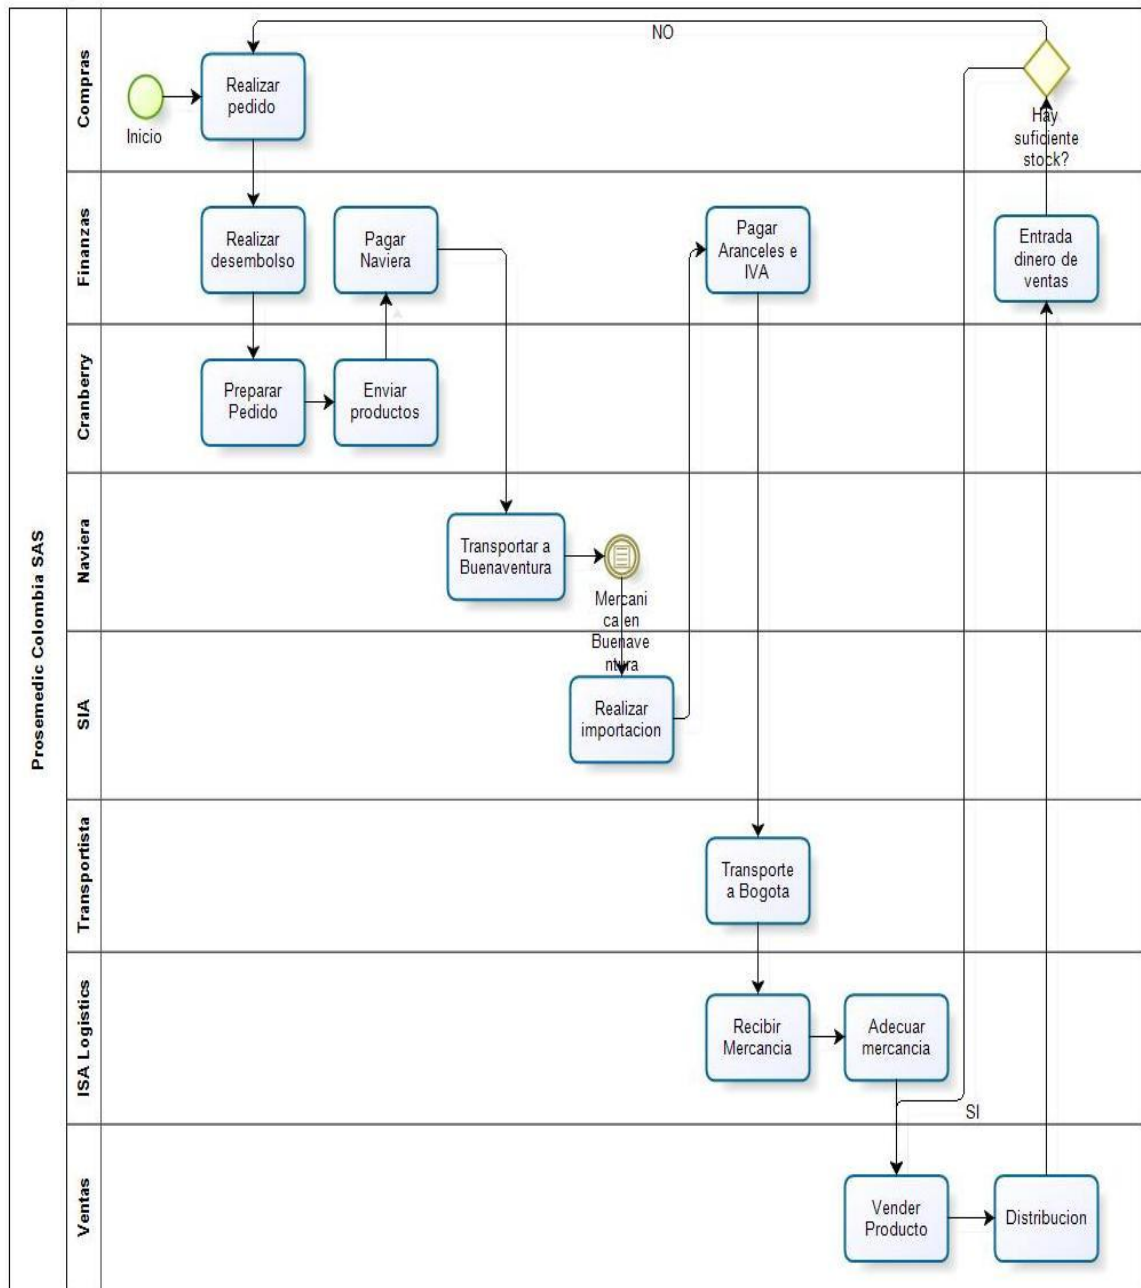 Prosemedic Colombia SAS
Compras
NO
Inicio
Realizar
pedido
Hay
suficiente
stock?
Finanzas
Realizar
desembolso
Pagar
Naviera
Pagar
Aranceles e
IVA
Entrada
dinero de
ventas
Cranberry
Preparar
Pedido
Enviar
productos
Naviera
Transportar a
Buenaventura
Mercani
ca en
Buenave
ntura
SIA
Realizar
importacion
Transportista
Transporte
a Bogota
ISA Logistics
Recibir
Mercancia
Adecuar
mercancia
SI
Ventas
Vender
Producto
Distribucion